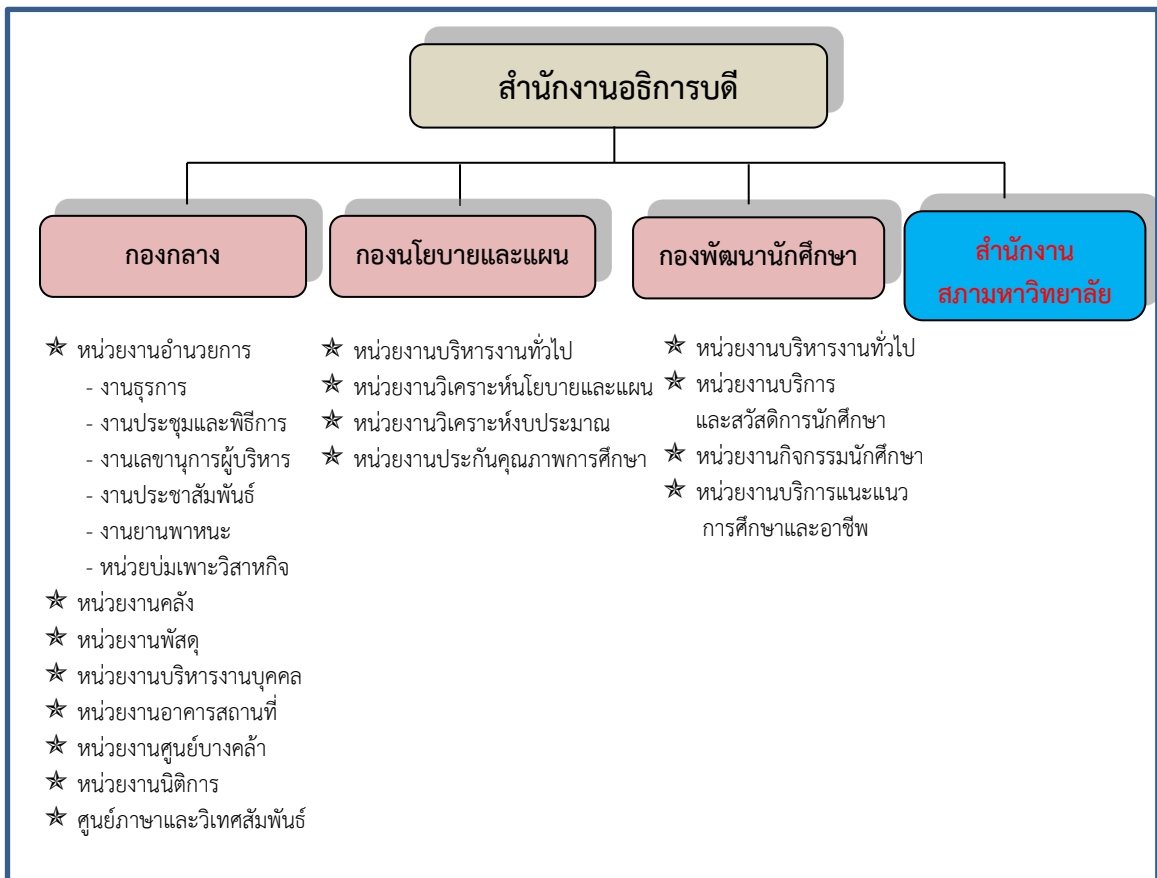 สำนักงานอธิการบดี
กองกลาง
✯ หน่วยงานอำนวยการ
- งานธุรการ
- งานประชุมและพิธีการ
- งานเลขานุการผู้บริหาร
- งานประชาสัมพันธ์
- งานยานพาหนะ
- หน่วยบ่มเพาะวิสาหกิจ
✯ หน่วยงานคลัง
✯ หน่วยงานพัสดุ
✯ หน่วยงานบริหารงานบุคคล
✯ หน่วยงานอาคารสถานที่
✯ หน่วยงานศูนย์บางคล้า
✯ หน่วยงานนิติการ
✯ ศูนย์ภาษาและวิเทศสัมพันธ์
กองนโยบายและแผน
✯ หน่วยงานบริหารงานทั่วไป
✯ หน่วยงานวิเคราะห์นโยบายและแผน
✯ หน่วยงานวิเคราะห์งบประมาณ
✯ หน่วยงานประกันคุณภาพการศึกษา
กองพัฒนานักศึกษา
✯ หน่วยงานบริหารงานทั่วไป
✯ หน่วยงานบริการ
และสวัสดิการนักศึกษา
✯ หน่วยงานกิจกรรมนักศึกษา
✯ หน่วยงานบริการแนะแนว
การศึกษาและอาชีพ
สำนักงาน
สภามหาวิทยาลัย